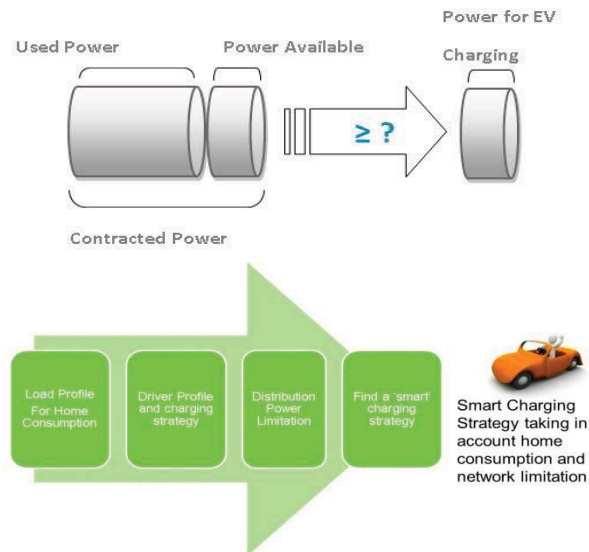 Power for EV
Used Power
Power Available
Charging
≥ ?
Contracted Power
Load Profile
For Home
Consumption
Driver Profile
and charging
strategy
Distribution
Power
Limitation
Find a 'smart'
charging
strategy
Smart Charging
Strategy taking in
account home
consumption and
network limitation